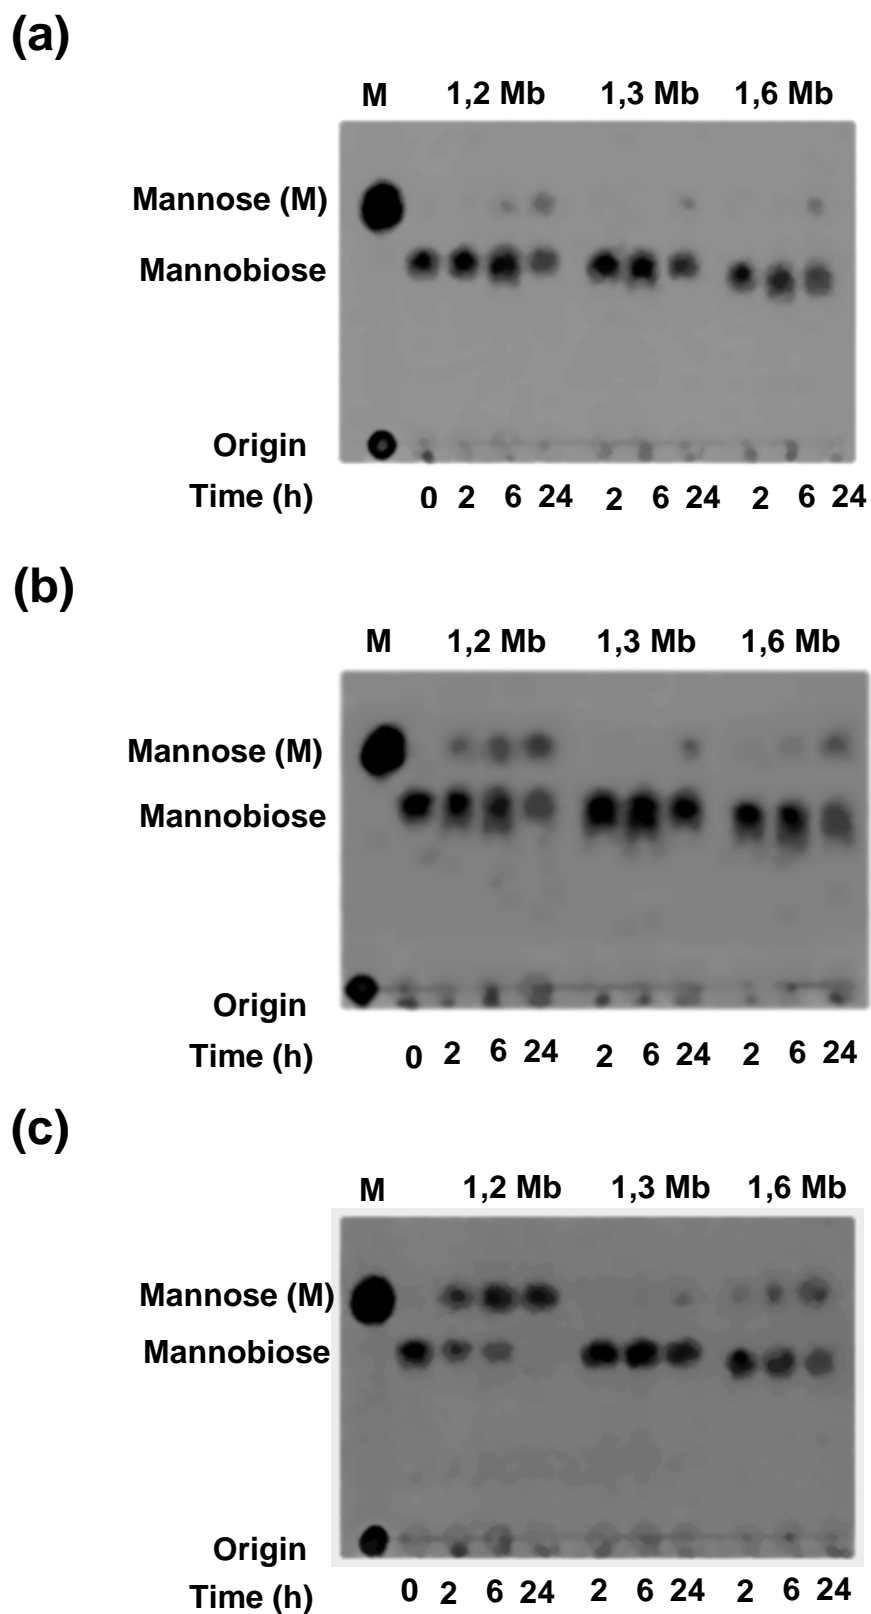 (a)
M 1,2 Mb 1,3 Mb 1,6 Mb
Mannose (M)
Mannobiose
Origin
Time (h) 0 2 6 24 2 6 24 2 6 24
(b)
M 1,2 Mb 1,3 Mb 1,6 Mb
Mannose (M)
Mannobiose
Origin
Time (h) 0 2 6 24 2 6 24 2 6 24
(c)
M 1,2 Mb 1,3 Mb 1,6 Mb
Mannose (M)
Mannobiose
Origin
Time (h) 0 2 6 24 2 6 24 2 6 24